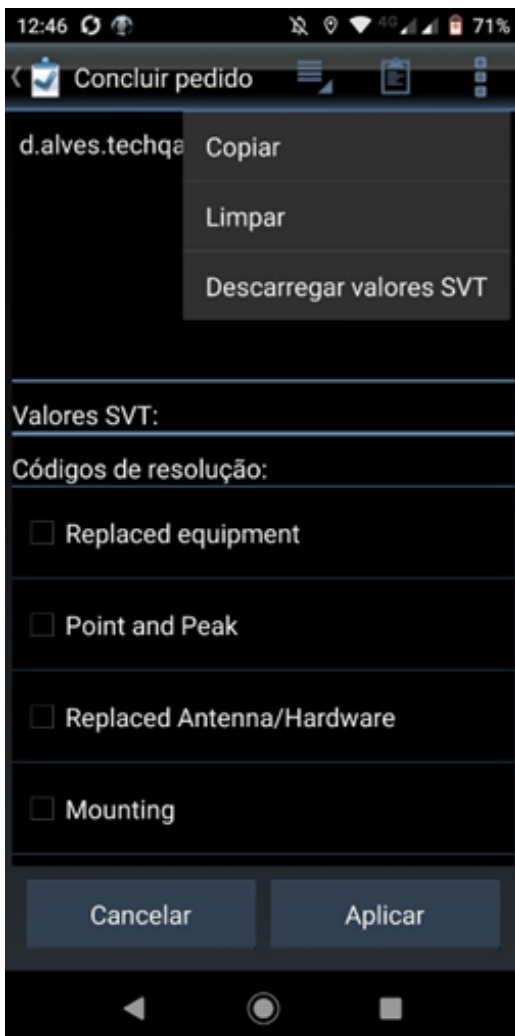 12:46 4G 71%
Concluir pedido
d.alves.techqa
Copiar
Limpar
Descarregar valores SVT
Valores SVT:
Códigos de resolução:
Replaced equipment
Point and Peak
Replaced Antenna/Hardware
Mounting
Cancelar Aplicar